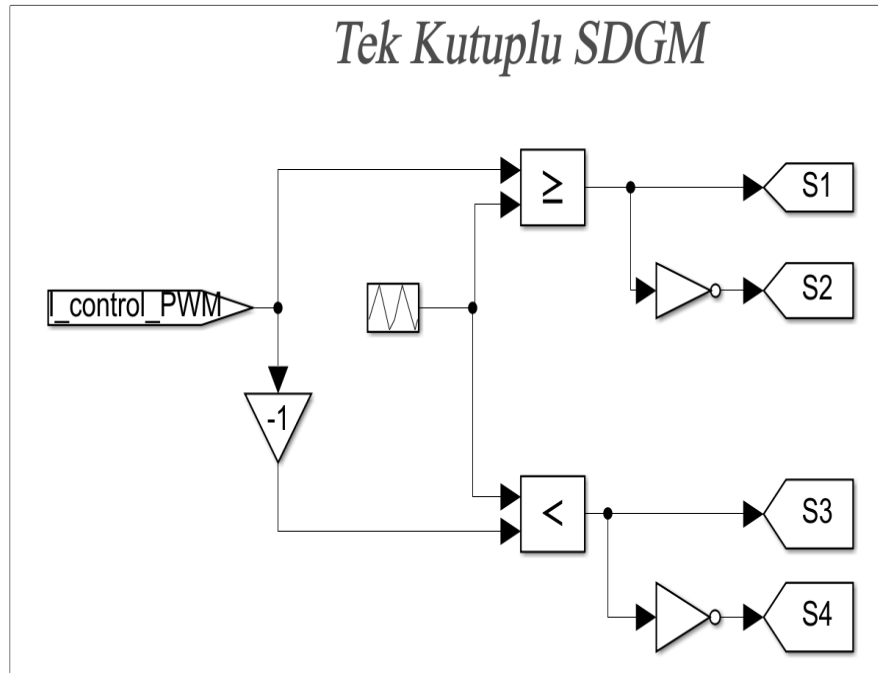 Tek Kutuplu SDGM
≥
S1
S2
I_control_PWM
-1
<
S3
S4